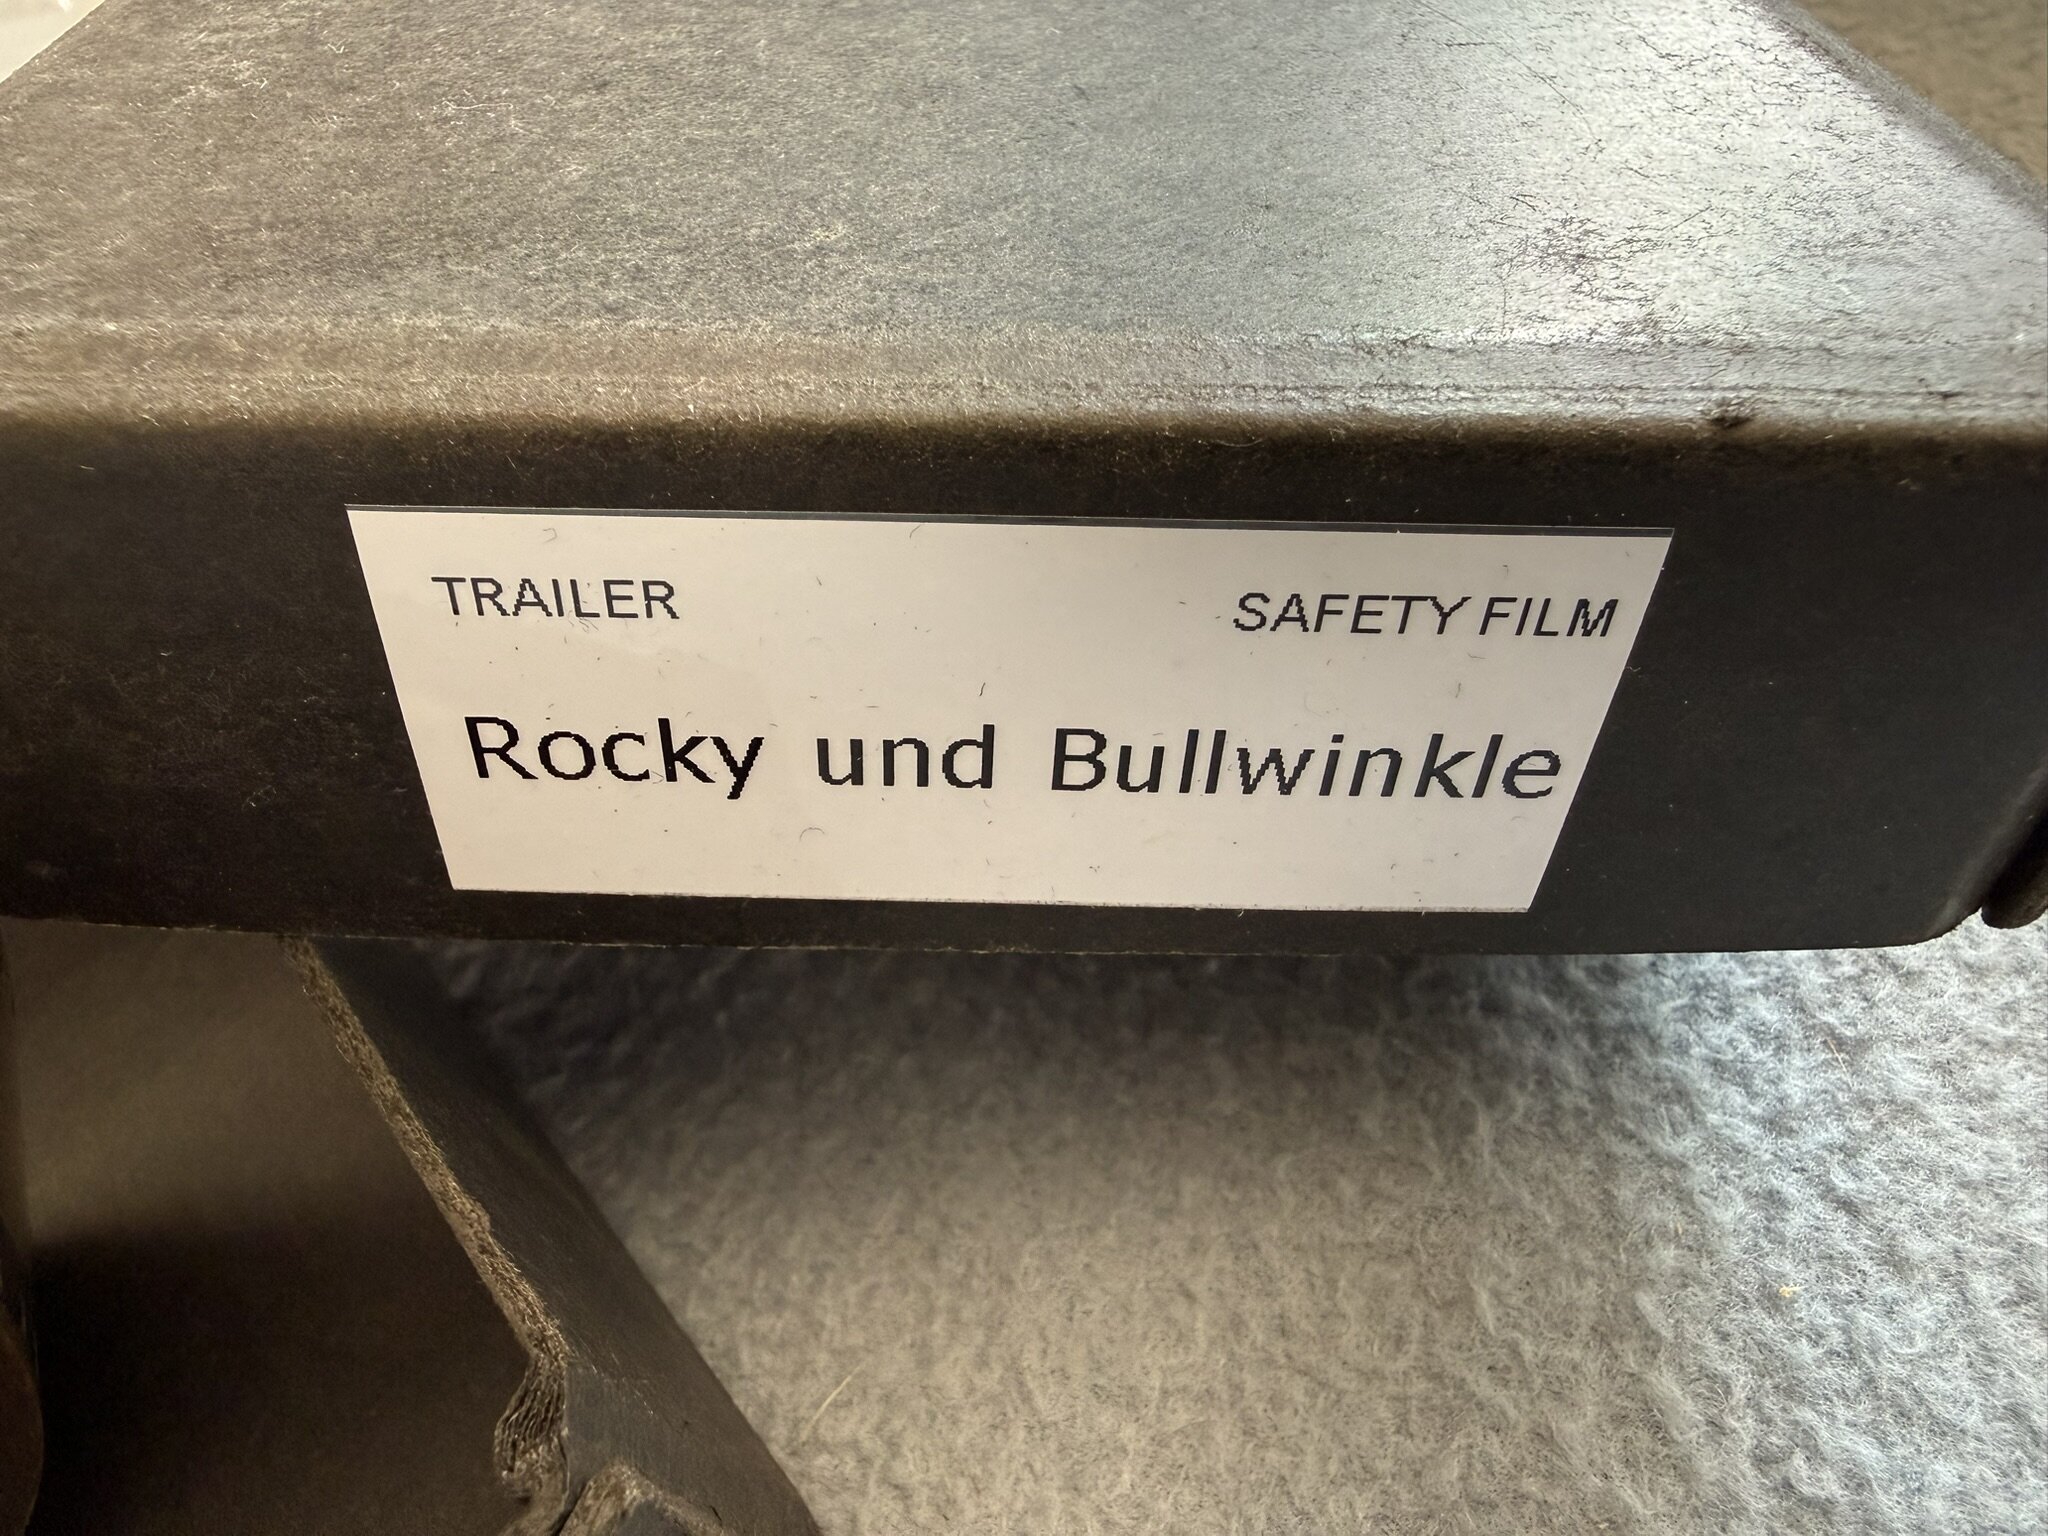 TRAILER SAFETY FILM
Rocky und Bullwinkle